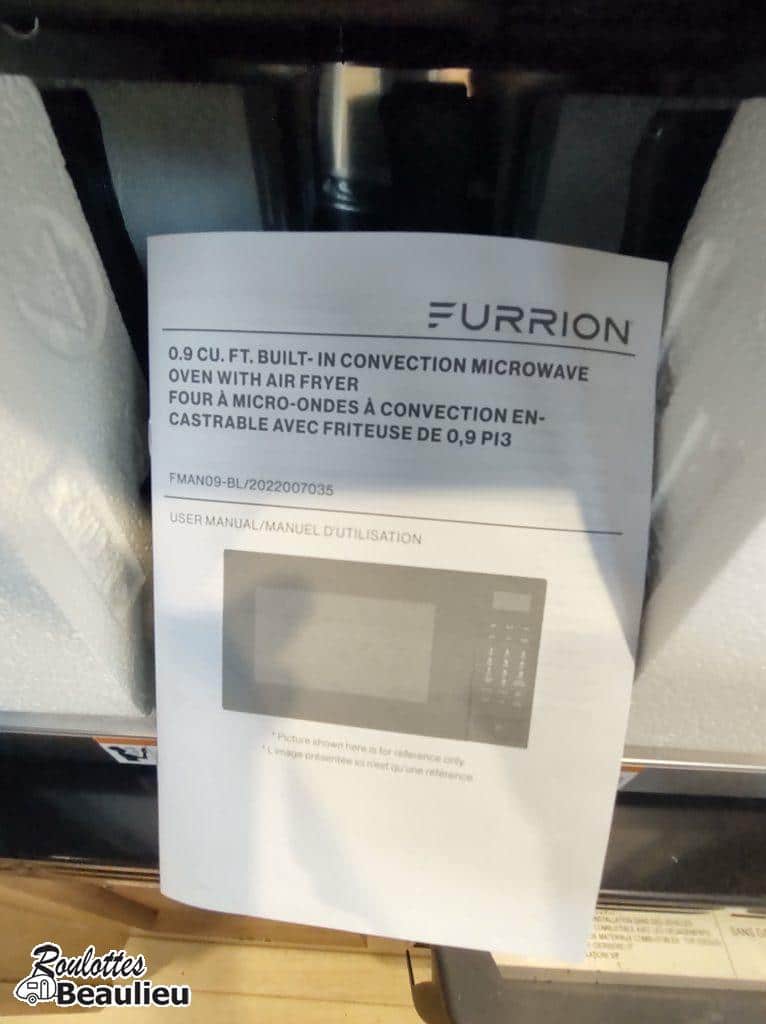 FURRION
0.9 CU. FT. BUILT- IN CONVECTION MICROWAVE
OVEN WITH AIR FRYER
FOUR À MICRO-ONDES À CONVECTION EN-
CASTRABLE AVEC FRITEUSE DE 0,9 PI3
FMAN09-BL/2022007035
USER MANUAL/MANUEL D'UTILISATION
* Picture shown here is for reference only.
* L image présentée ici n'est qu'une référence
SANS
Roulottes
Beaulieu